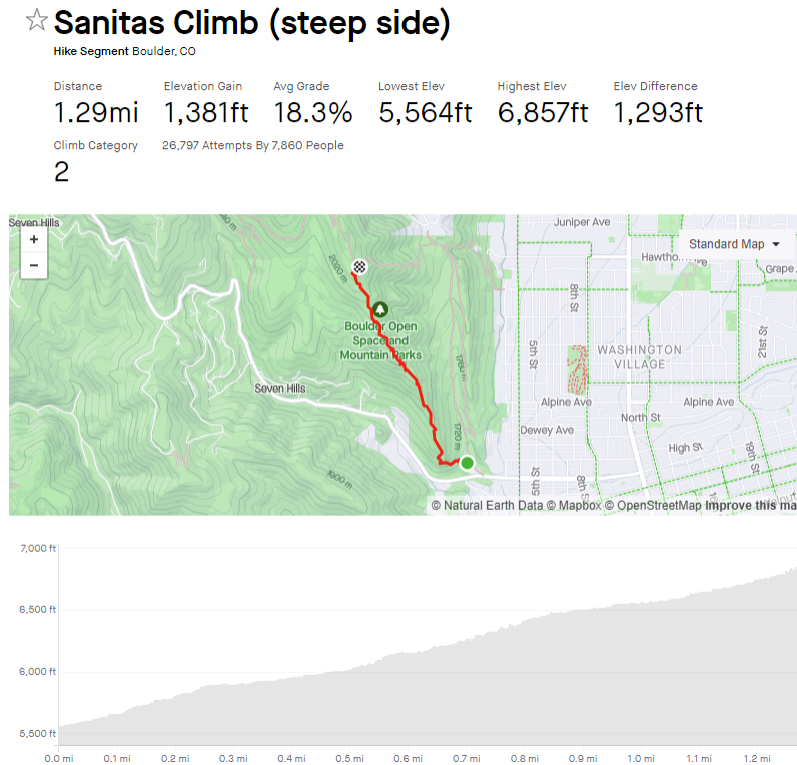 Sanitas Climb (steep side)
Hike Segment Boulder, CO
Distance
Elevation Gain
Avg Grade
Lowest Elev
Highest Elev
Elev Difference
1.29mi
1,381ft
18.3%
5,564ft
6,857ft
1,293ft
Climb Category
26,797 Attempts By 7,860 People
2
Seven Hills
+
−
Standard Map
Juniper Ave
Grape
2020 m
8th St
Boulder Open
Space and
Mountain Parks
5th St
WASHINGTON
VILLAGE
21st St
1760 m
Seven Hills
Alpine Ave
Alpine Ave
North St
Dewey Ave
1720 m
High St
19th St
1900 m
5th St
8th S
© Natural Earth Data © Mapbox © OpenStreetMap Improve this ma
7,000 ft
6,500 ft
6,000 ft
5,500 ft
0.0 mi
0.1 mi
0.2 mi
0.3 mi
0.4 mi
0.5 mi
0.6 mi
0.7 mi
0.8 mi
0.9 mi
1.0 mi
1.1 mi
1.2 mi